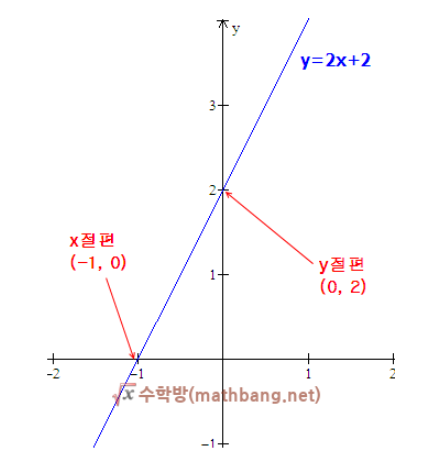 y
y=2x+2
3
2
x절편
(-1, 0)
y절편
(0, 2)
1
-2
-1
1
2
√x 수학방(mathbang.net)
-1